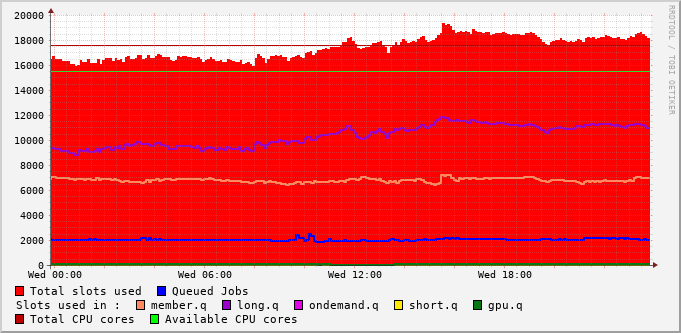 RRDTOOL / TOBI OETIKER
20000
18000
16000
14000
12000
10000
8000
6000
4000
2000
0
Wed 00:00 Wed 06:00 Wed 12:00 Wed 18:00
Total slots used Queued Jobs
Slots used in : member.q long.q ondemand.q short.q gpu.q
Total CPU cores Available CPU cores